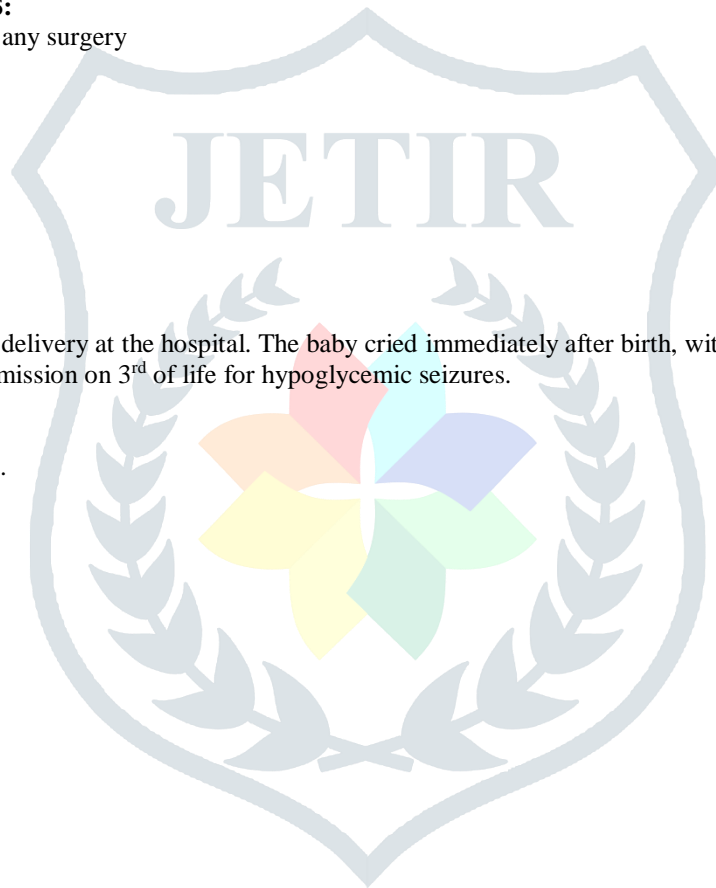 any surgery
JETIR
delivery at the hospital. The baby cried immediately after birth, wit
mission on 3rd of life for hypoglycemic seizures.
.